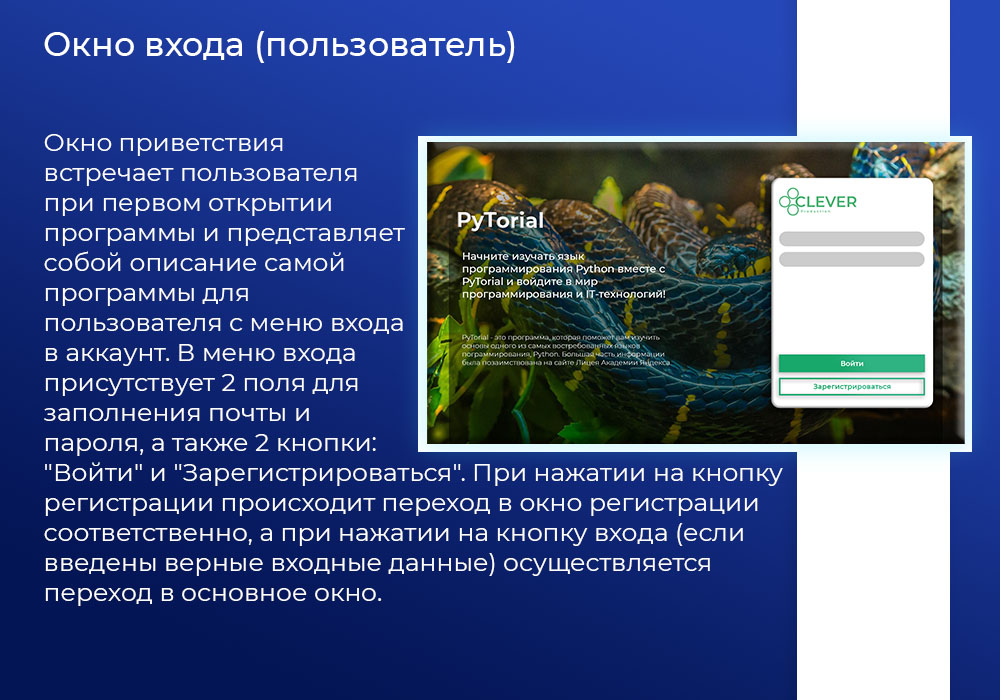 Окно входа (пользователь)
Окно приветствия
встречает пользователя
при первом открытии
программы и представляет
собой описание самой
программы для
пользователя с меню входа
в аккаунт. В меню входа
присутствует 2 поля для
заполнения почты и
пароля, а также 2 кнопки:
"Войти" и "Зарегистрироваться". При нажатии на кнопку
регистрации происходит переход в окно регистрации
соответственно, а при нажатии на кнопку входа (если
введены верные входные данные) осуществляется
переход в основное окно.
PyTorial
Начните изучать язык
программирования Python вместе с
PyTorial и войдите в мир
программирования и IT-технологий!
PyTorial - это программа, которая поможет вам изучить
основы одного из самых востребованных языков
пограммирования, Python. Большая часть информации
была позаимствована на сайте Лицея Академии Яндекса.
CLEVER
Production
Войти
Зарегистрироваться